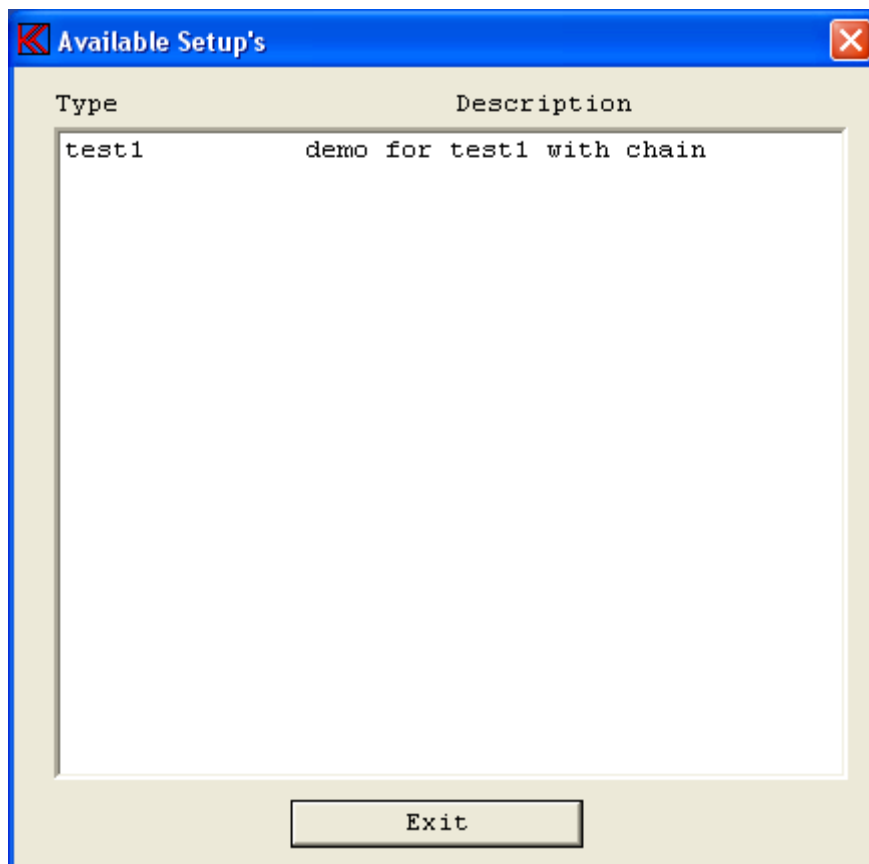 Available Setup's
Type Description
test1 demo for test1 with chain
Exit